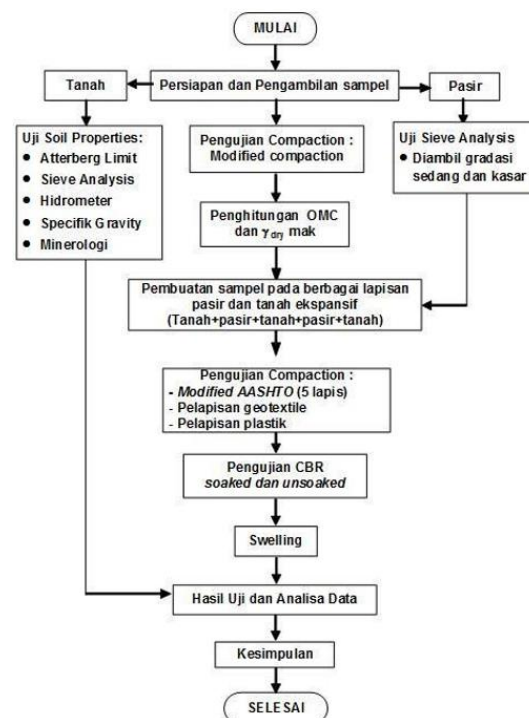 MULAI
Tanah
Persiapan dan Pengambilan sampel
Pasir
Uji Soil Properties:
● Atterberg Limit
● Sieve Analysis
● Hidrometer
● Specifik Gravity
● Minerologi
Pengujian Compaction :
Modified compaction
Uji Sieve Analysis
● Diambil gradasi
sedang dan kasar
Penghitungan OMC
dan γ dry mak
Pembuatan sampel pada berbagai lapisan
pasir dan tanah ekspansif
(Tanah+pasir+tanah+pasir+tanah)
Pengujian Compaction :
- Modified AASHTO (5 lapis)
- Pelapisan geotextile
- Pelapisan plastik
Pengujian CBR
soaked dan unsoaked
Swelling
Hasil Uji dan Analisa Data
Kesimpulan
SELESAI